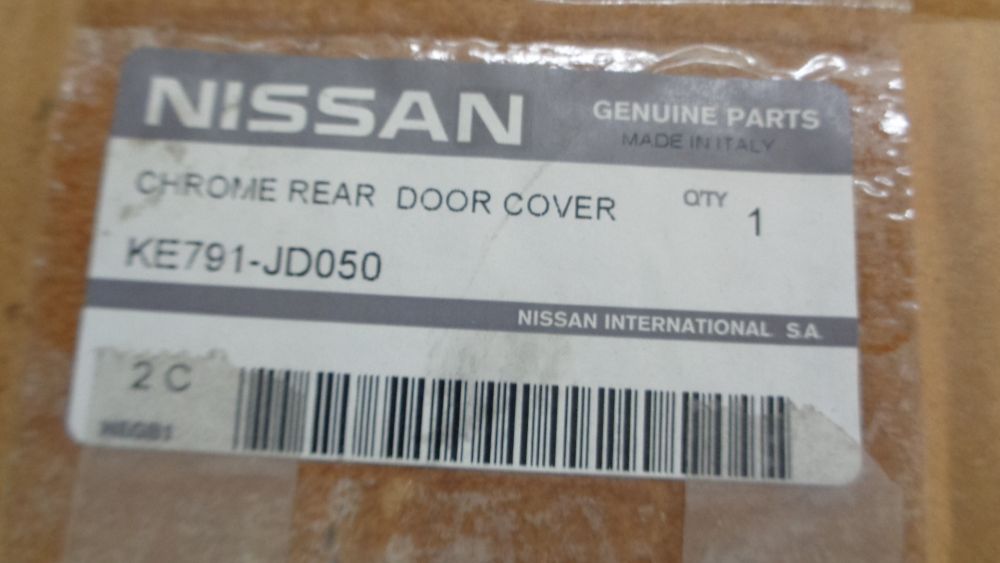 NISSAN
GENUINE PARTS
MADE IN ITALY
CHROME REAR DOOR COVER
QTY 1
KE791-JD050
NISSAN INTERNATIONAL S.A.
2 C